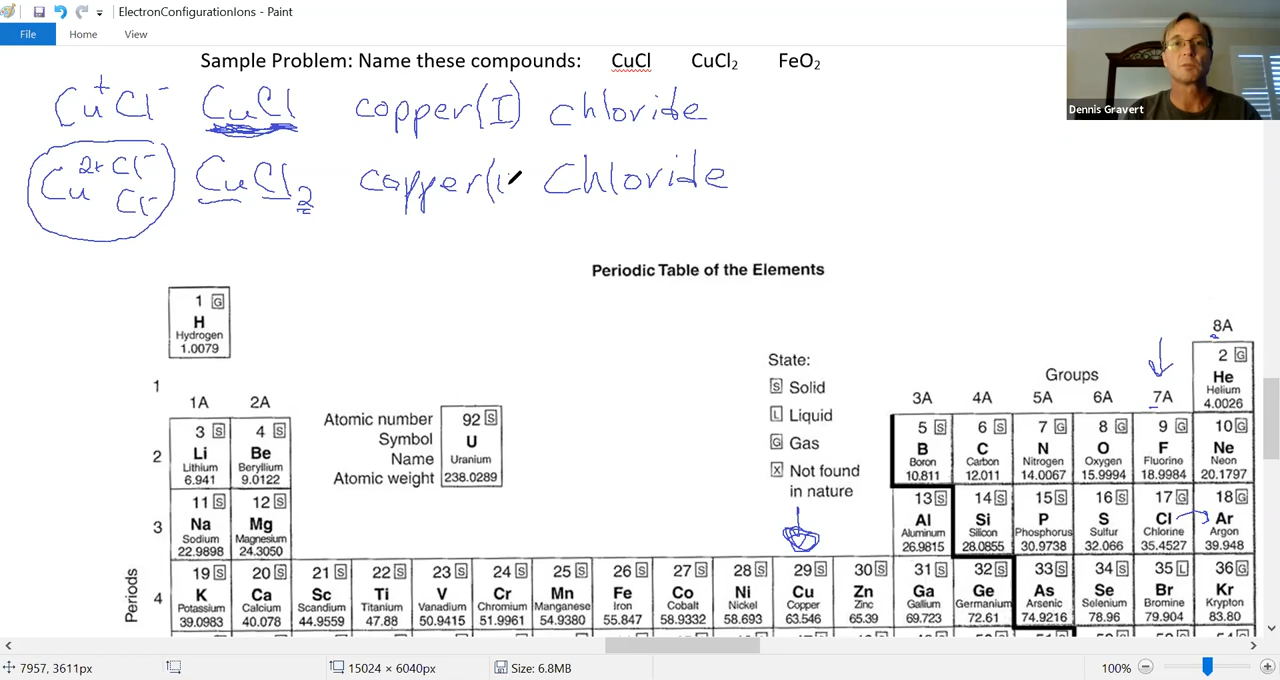 ElectronConfigurationIons - Paint
File Home View
Sample Problem: Name these compounds: CuCl CuCl₂ FeO₂
Dennis Gravert
Cu⁺ Cl⁻ CuCl copper(I) chloride
Cu²⁺ Cl⁻ Cl⁻ CuCl₂ copper(I Chloride
Periodic Table of the Elements
1 G
H
Hydrogen
1.0079
8A
2 G
He
Helium
4.0026
State:
S Solid
L Liquid
G Gas
X Not found
in nature
Groups
1
1A 2A
3A 4A 5A 6A 7A
Atomic number 92 S
Symbol U
Name Uranium
Atomic weight 238.0289
2
3 S 4 S 5 S 6 S 7 G 8 G 9 G 10 G
Li Be B C N O F Ne
Lithium Beryllium Boron Carbon Nitrogen Oxygen Fluorine Neon
6.941 9.0122 10.811 12.011 14.0067 15.9994 18.9984 20.1797
3
11 S 12 S 13 S 14 S 15 S 16 S 17 G 18 G
Na Mg Al Si P S Cl Ar
Sodium Magnesium Aluminum Silicon Phosphorus Sulfur Chlorine Argon
22.9898 24.3050 26.9815 28.0855 30.9738 32.066 35.4527 39.948
Periods
4
19 S 20 S 21 S 22 S 23 S 24 S 25 S 26 S 27 S 28 S 29 S 30 S 31 S 32 S 33 S 34 S 35 L 36 G
K Ca Sc Ti V Cr Mn Fe Co Ni Cu Zn Ga Ge As Se Br Kr
Potassium Calcium Scandium Titanium Vanadium Chromium Manganese Iron Cobalt Nickel Copper Zinc Gallium Germanium Arsenic Selenium Bromine Krypton
39.0983 40.078 44.9559 47.88 50.9415 51.9961 54.9380 55.847 58.9332 58.693 63.546 65.39 69.723 72.61 74.9216 78.96 79.904 83.80
7957, 3611px 15024 × 6040px Size: 6.8MB 100%